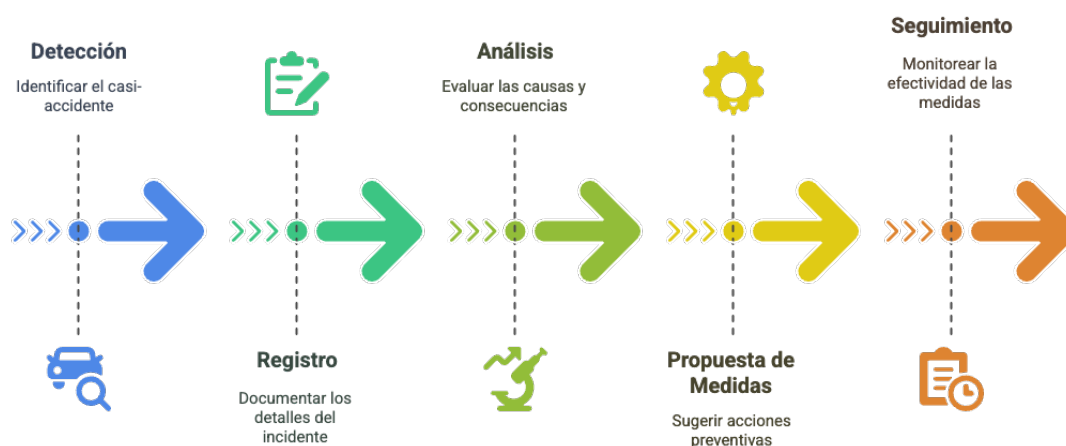 Detección
Identificar el casi-
accidente
Registro
Documentar los
detalles del
incidente
Análisis
Evaluar las causas y
consecuencias
Propuesta de
Medidas
Sugerir acciones
preventivas
Seguimiento
Monitorear la
efectividad de las
medidas